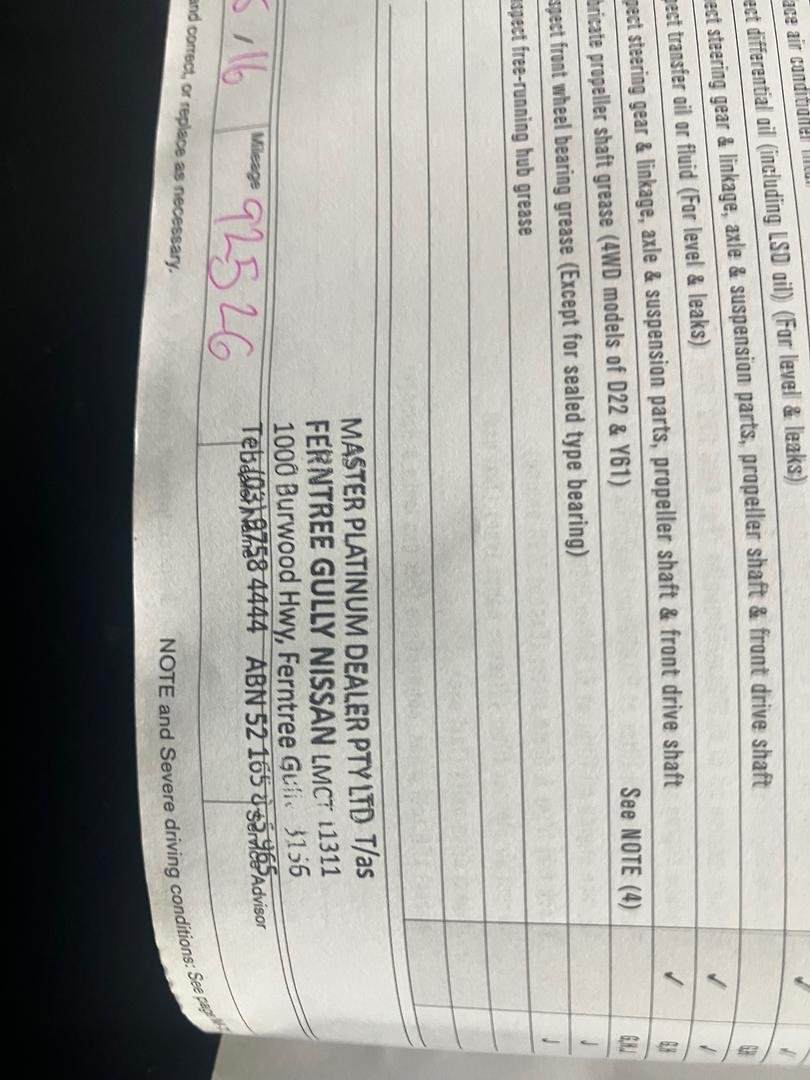 ect differential oil (including LSD oil) (For level & leaks) G,H
ect steering gear & linkage, axle & suspension parts, propeller shaft & front drive shaft ✓ ✓
pect transfer oil or fluid (For level & leaks) ✓ G,H
pect steering gear & linkage, axle & suspension parts, propeller shaft & front drive shaft
bricate propeller shaft grease (4WD models of D22 & Y61) See NOTE (4)
spect front wheel bearing grease (Except for sealed type bearing) J
spect free-running hub grease J
MASTER PLATINUM DEALER PTY LTD T/as
FERNTREE GULLY NISSAN LMCT 11311
1000 Burwood Hwy, Ferntree Gully 3156
Tel: (03) 9758 4444 ABN 52 165
/ 16 Mileage 92526 Dealer Name Service Advisor
and correct, or replace as necessary. NOTE and Severe driving conditions: See page